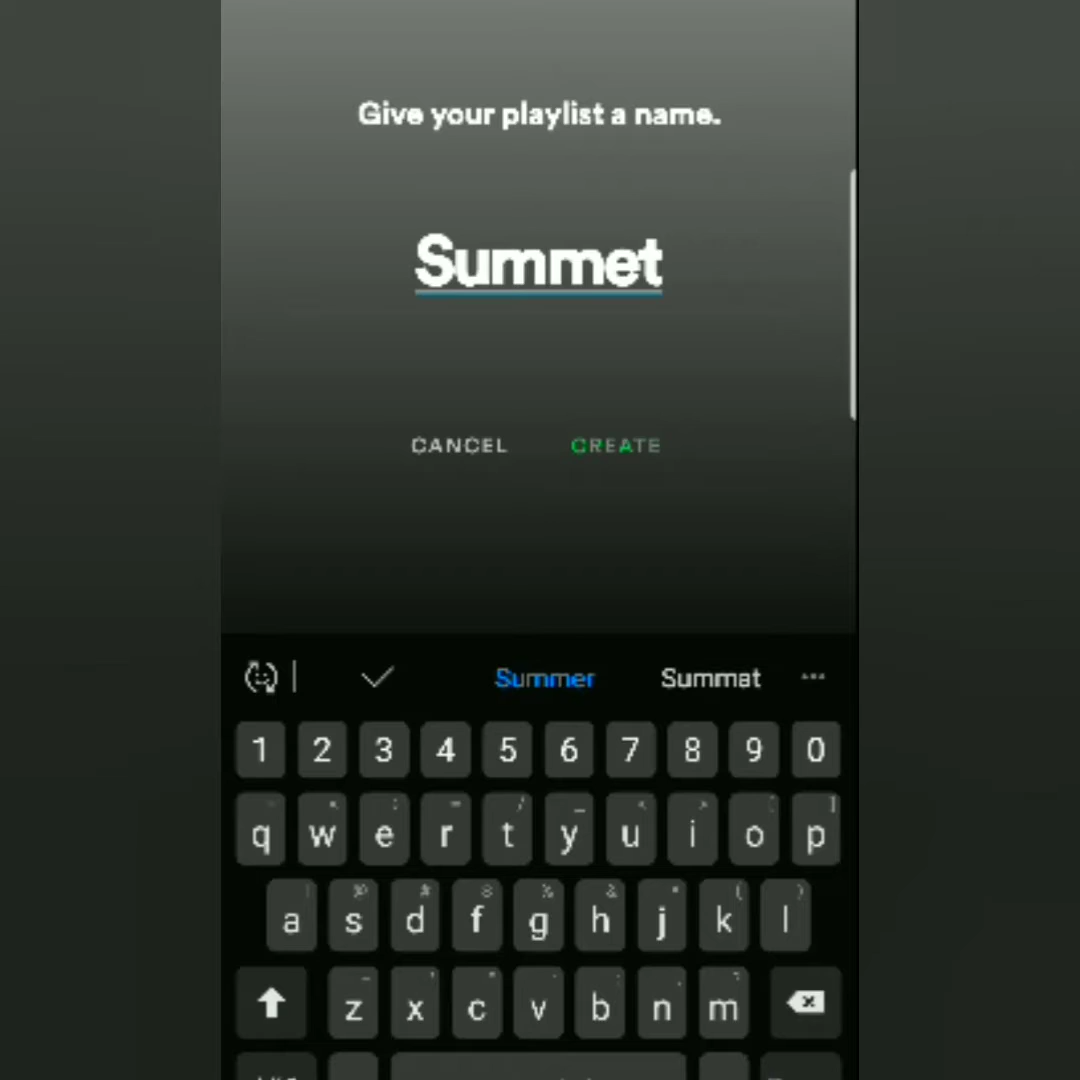 Give your playlist a name.
Summet
CANCEL CREATE
Summer Summat ...
1 2 3 4 5 6 7 8 9 0
q w e r t y u i o p
a s d f g h j k l
z x c v b n m